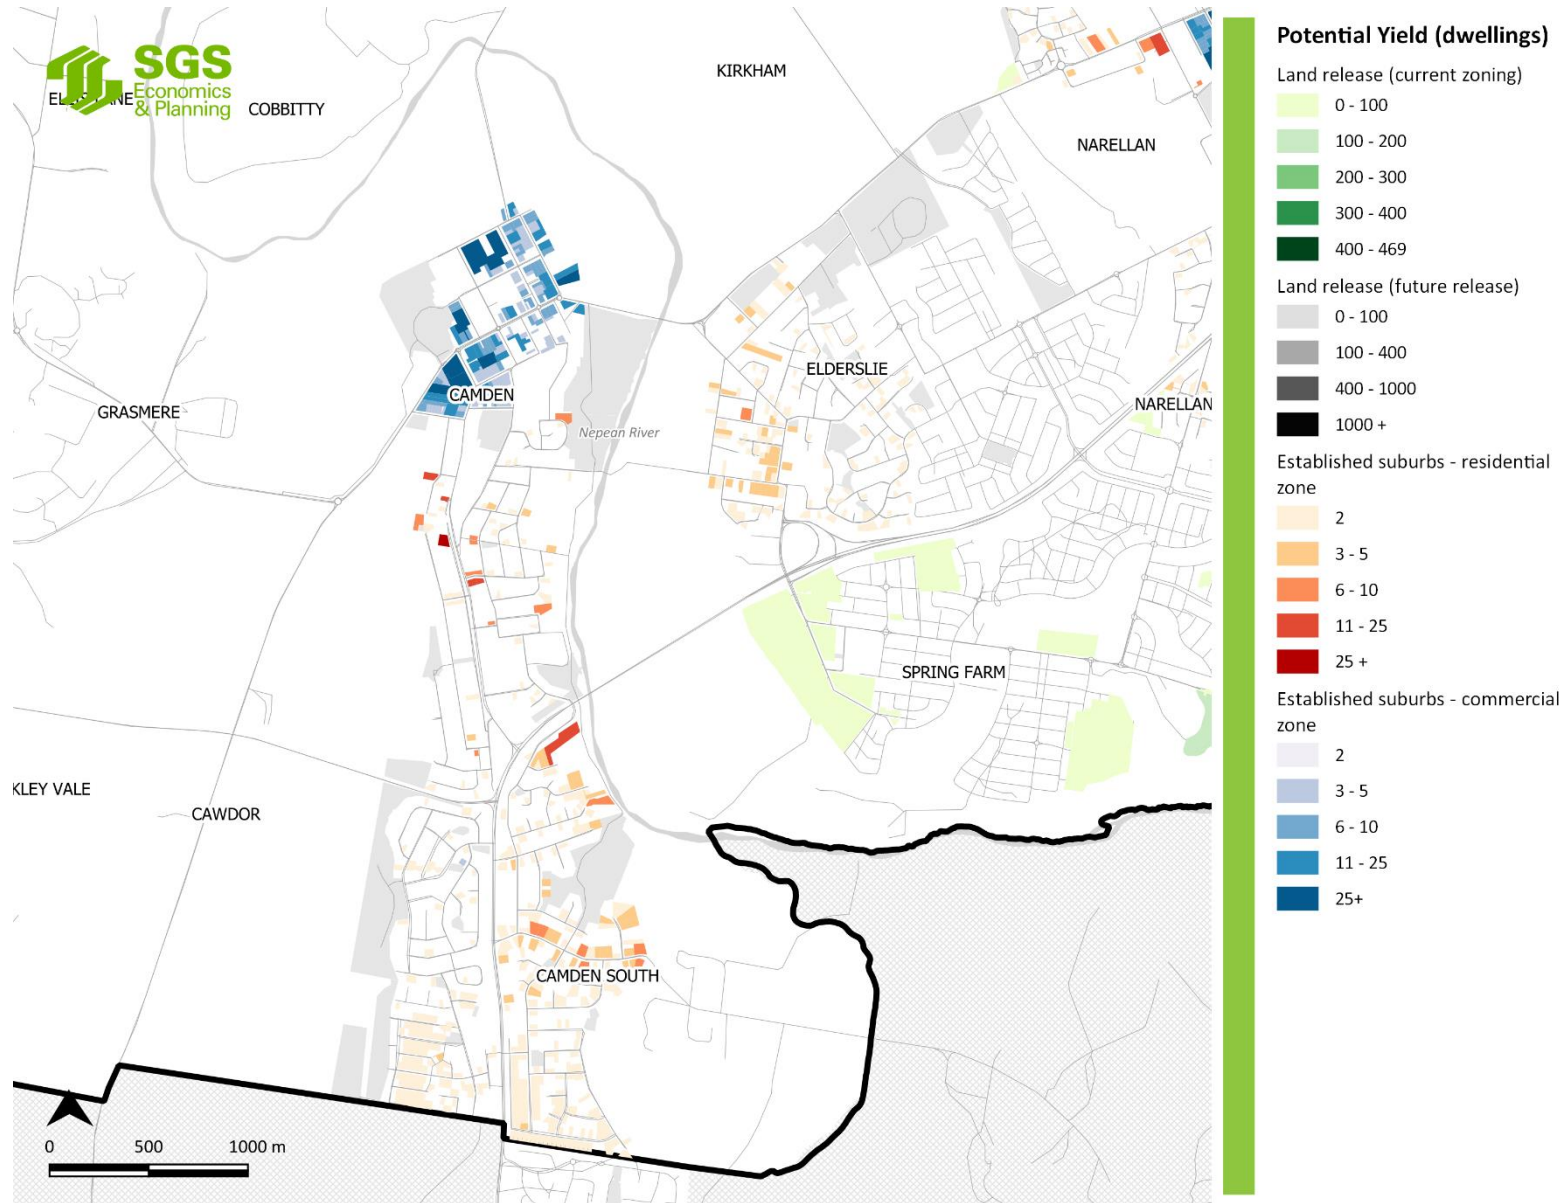 SGS
Economics
& Planning
COBBITTY
KIRKHAM
NARELLAN
ELDERSLIE
GRASMERE
CAMDEN
NARELLAN
Nepean River
SPRING FARM
KLEY VALE
CAWDOR
CAMDEN SOUTH
0 500 1000 m
Potential Yield (dwellings)
Land release (current zoning)
0 - 100
100 - 200
200 - 300
300 - 400
400 - 469
Land release (future release)
0 - 100
100 - 400
400 - 1000
1000 +
Established suburbs - residential
zone
2
3 - 5
6 - 10
11 - 25
25 +
Established suburbs - commercial
zone
2
3 - 5
6 - 10
11 - 25
25+